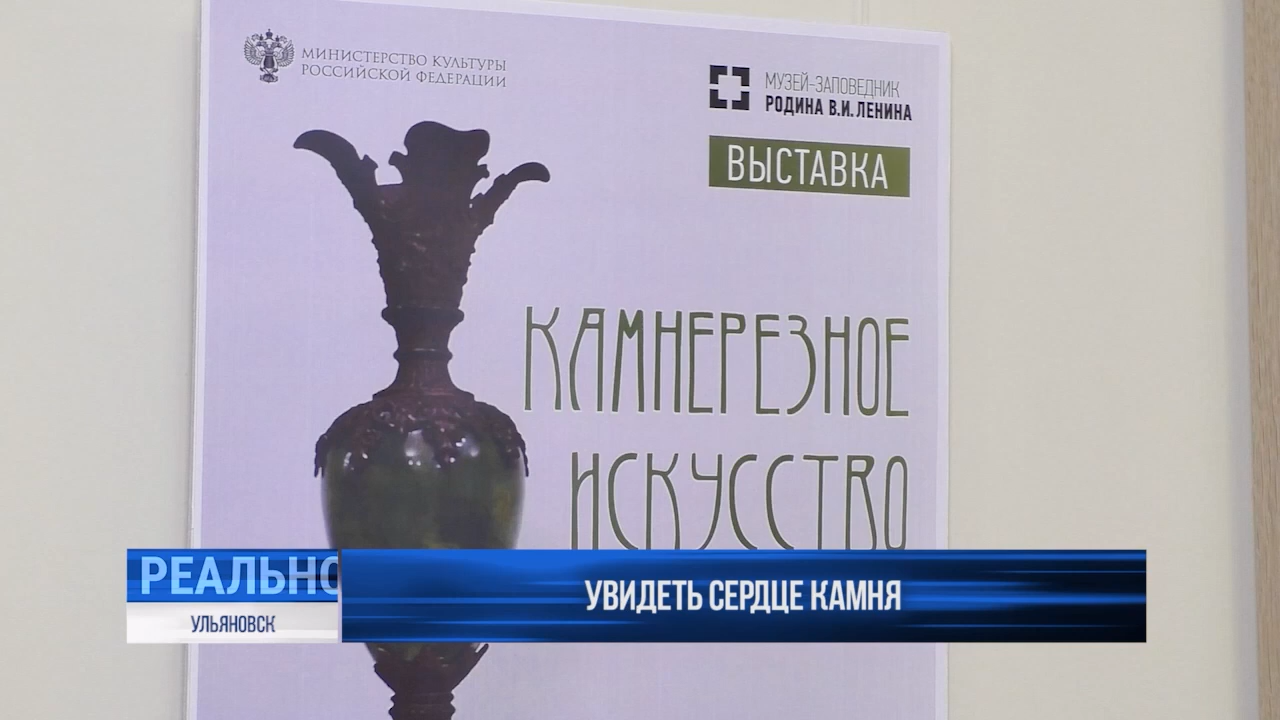 МИНИСТЕРСТВО КУЛЬТУРЫ
РОССИЙСКОЙ ФЕДЕРАЦИИ
МУЗЕЙ-ЗАПОВЕДНИК
РОДИНА В.И. ЛЕНИНА
ВЫСТАВКА
КАМНЕРЕЗНОЕ
ИСКУССТВО
РЕАЛЬНО
УЛЬЯНОВСК
УВИДЕТЬ СЕРДЦЕ КАМНЯ